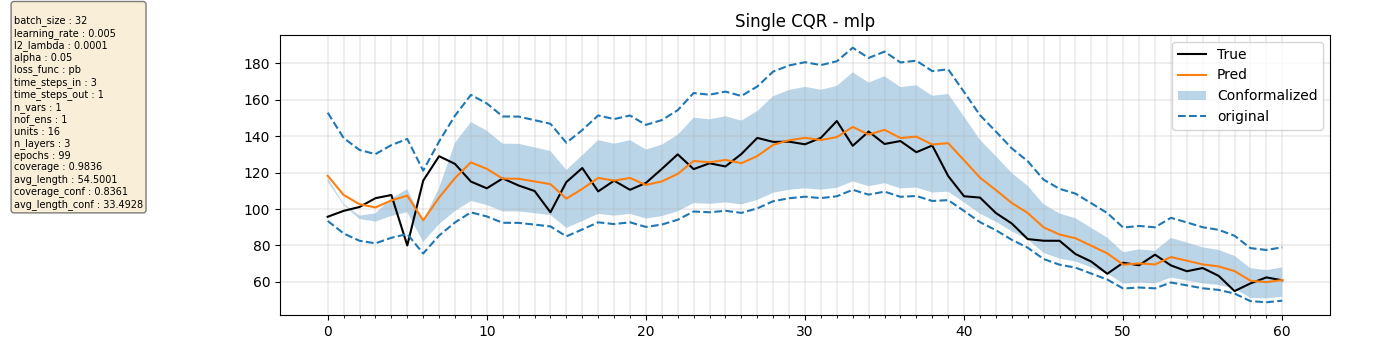 batch_size : 32
learning_rate : 0.005
l2_lambda : 0.0001
alpha : 0.05
loss_func : pb
time_steps_in : 3
time_steps_out : 1
n_vars : 1
nof_ens : 1
units : 16
n_layers : 3
epochs : 99
coverage : 0.9836
avg_length : 54.5001
coverage_conf : 0.8361
avg_length_conf : 33.4928
Single CQR - mlp
True
Pred
Conformalized
original
180
160
140
120
100
80
60
0 10 20 30 40 50 60